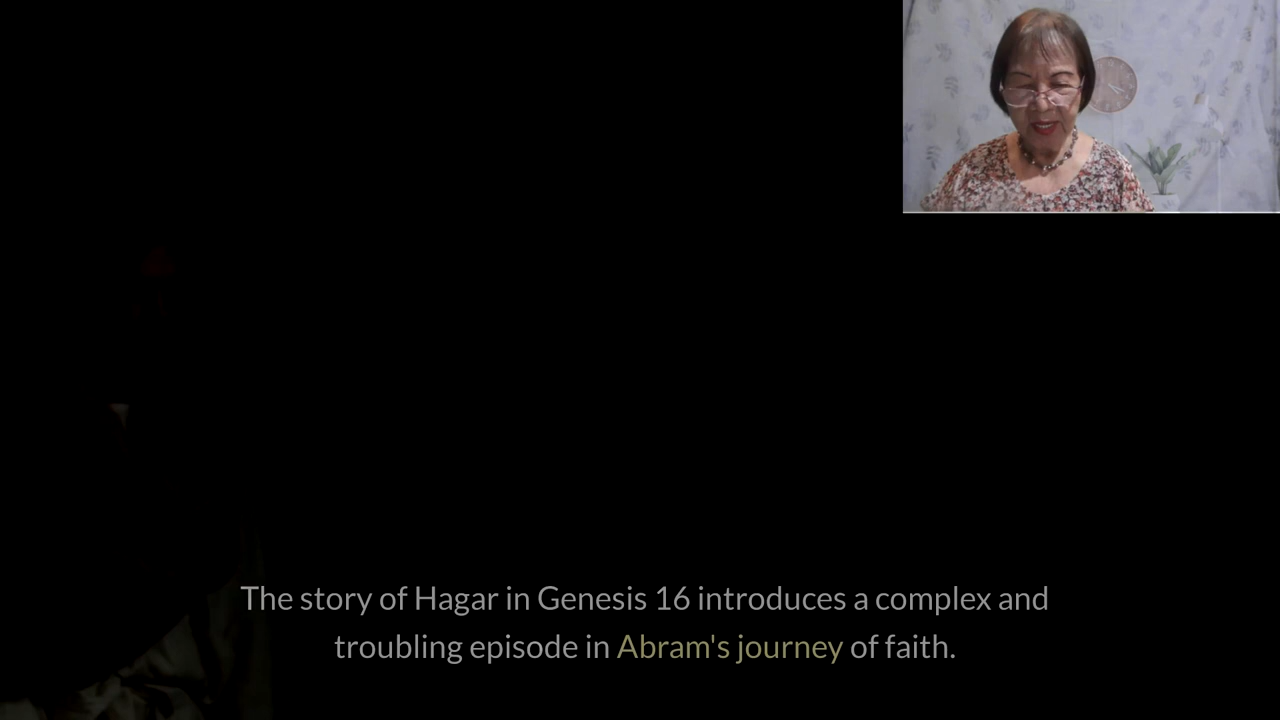 The story of Hagar in Genesis 16 introduces a complex and
troubling episode in Abram's journey of faith.